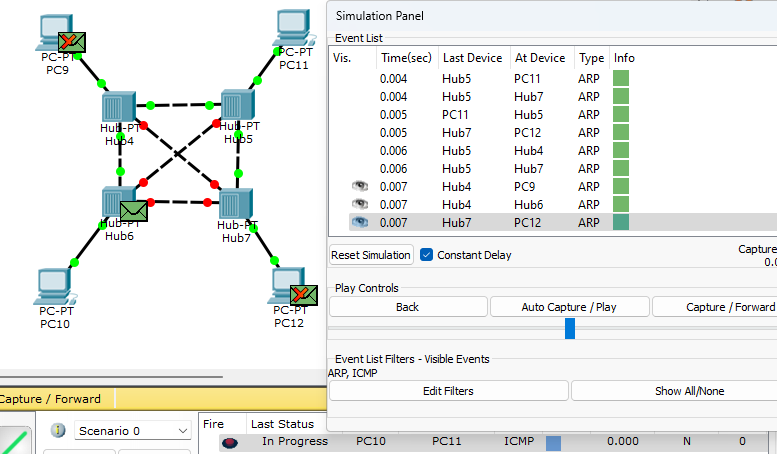 PC-PT
PC9
PC-PT
PC11
Hub-PT
Hub4
Hub-PT
Hub5
Hub-PT
Hub6
Hub-PT
Hub7
PC-PT
PC10
PC-PT
PC12
Simulation Panel
Event List
Vis. Time(sec) Last Device At Device Type Info
0.004 Hub5 PC11 ARP
0.004 Hub5 Hub7 ARP
0.005 PC11 Hub5 ARP
0.005 Hub7 PC12 ARP
0.006 Hub5 Hub4 ARP
0.006 Hub5 Hub7 ARP
0.007 Hub4 PC9 ARP
0.007 Hub4 Hub6 ARP
0.007 Hub7 PC12 ARP
Reset Simulation Constant Delay Capture
0.0
Play Controls
Back Auto Capture / Play Capture / Forward
Event List Filters - Visible Events
ARP, ICMP
Edit Filters Show All/None
Capture / Forward
Scenario 0
Fire Last Status
In Progress PC10 PC11 ICMP 0.000 N 0